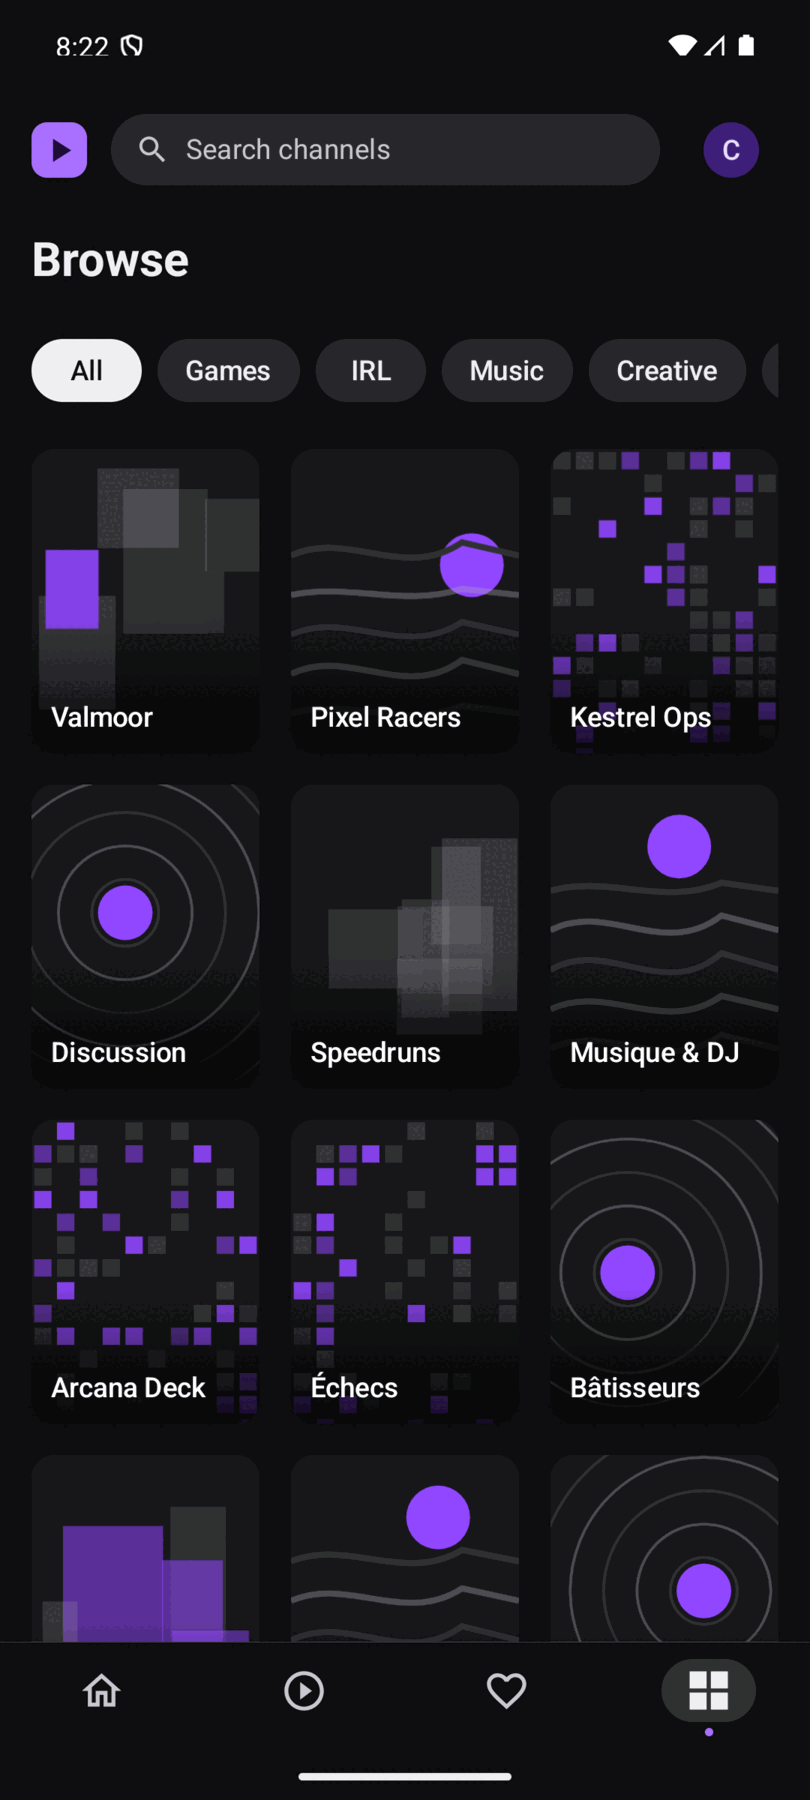 8:22
Search channels
C
Browse
All
Games
IRL
Music
Creative
Valmoor
Pixel Racers
Kestrel Ops
Discussion
Speedruns
Musique & DJ
Arcana Deck
Échecs
Bâtisseurs